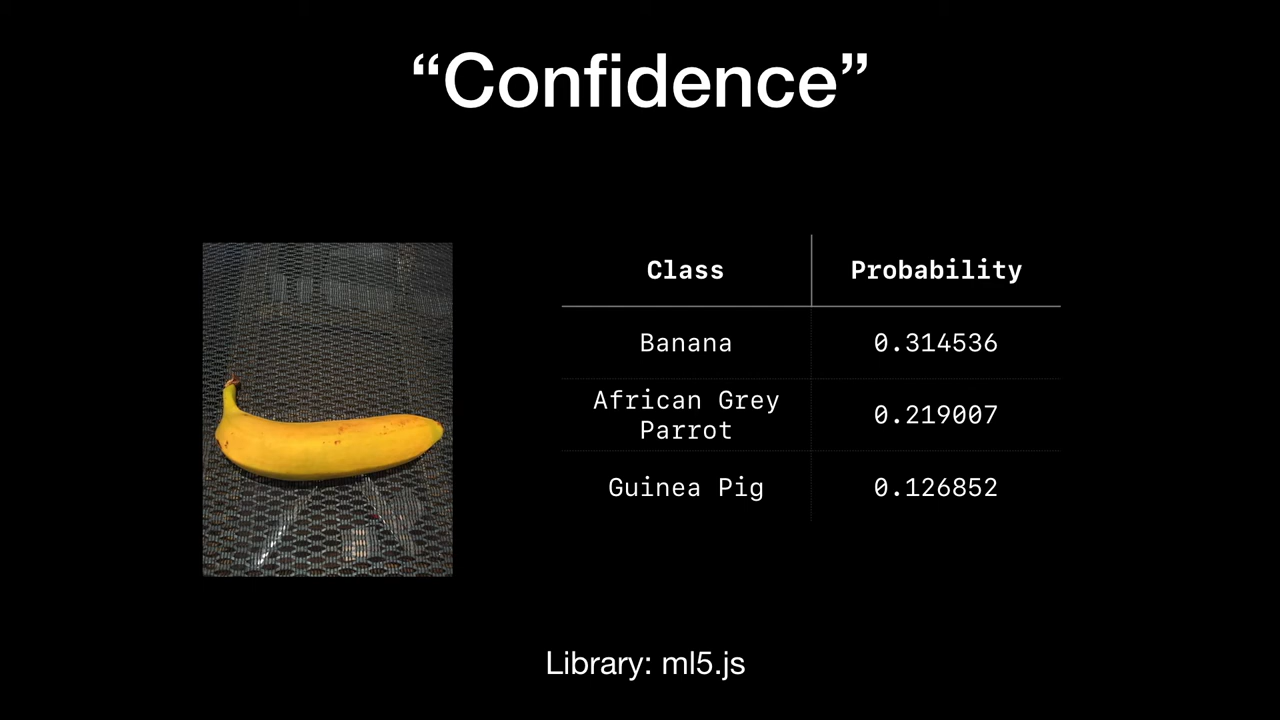 “Confidence”
Class Probability
Banana 0.314536
African Grey
Parrot 0.219007
Guinea Pig 0.126852
Library: ml5.js